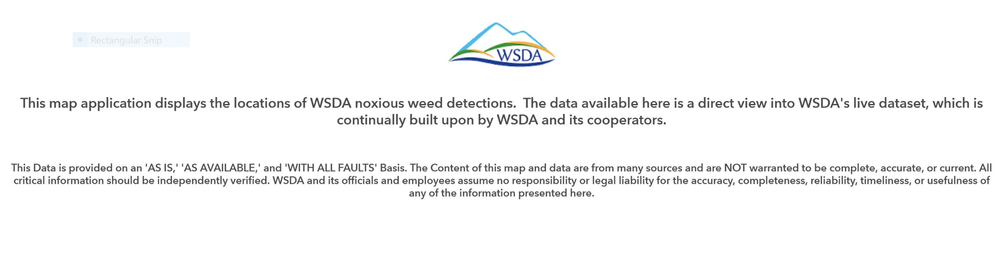 Rectangular Snip
WSDA
This map application displays the locations of WSDA noxious weed detections.  The data available here is a direct view into WSDA's live dataset, which is
continually built upon by WSDA and its cooperators.
This Data is provided on an 'AS IS,' 'AS AVAILABLE,' and 'WITH ALL FAULTS' Basis. The Content of this map and data are from many sources and are NOT warranted to be complete, accurate, or current. All
critical information should be independently verified. WSDA and its officials and employees assume no responsibility or legal liability for the accuracy, completeness, reliability, timeliness, or usefulness of
any of the information presented here.